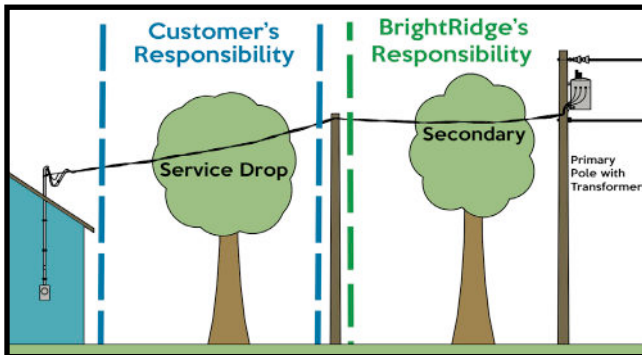 Customer's
Responsibility
BrightRidge's
Responsibility
Service Drop
Secondary
Primary
Pole with
Transformer